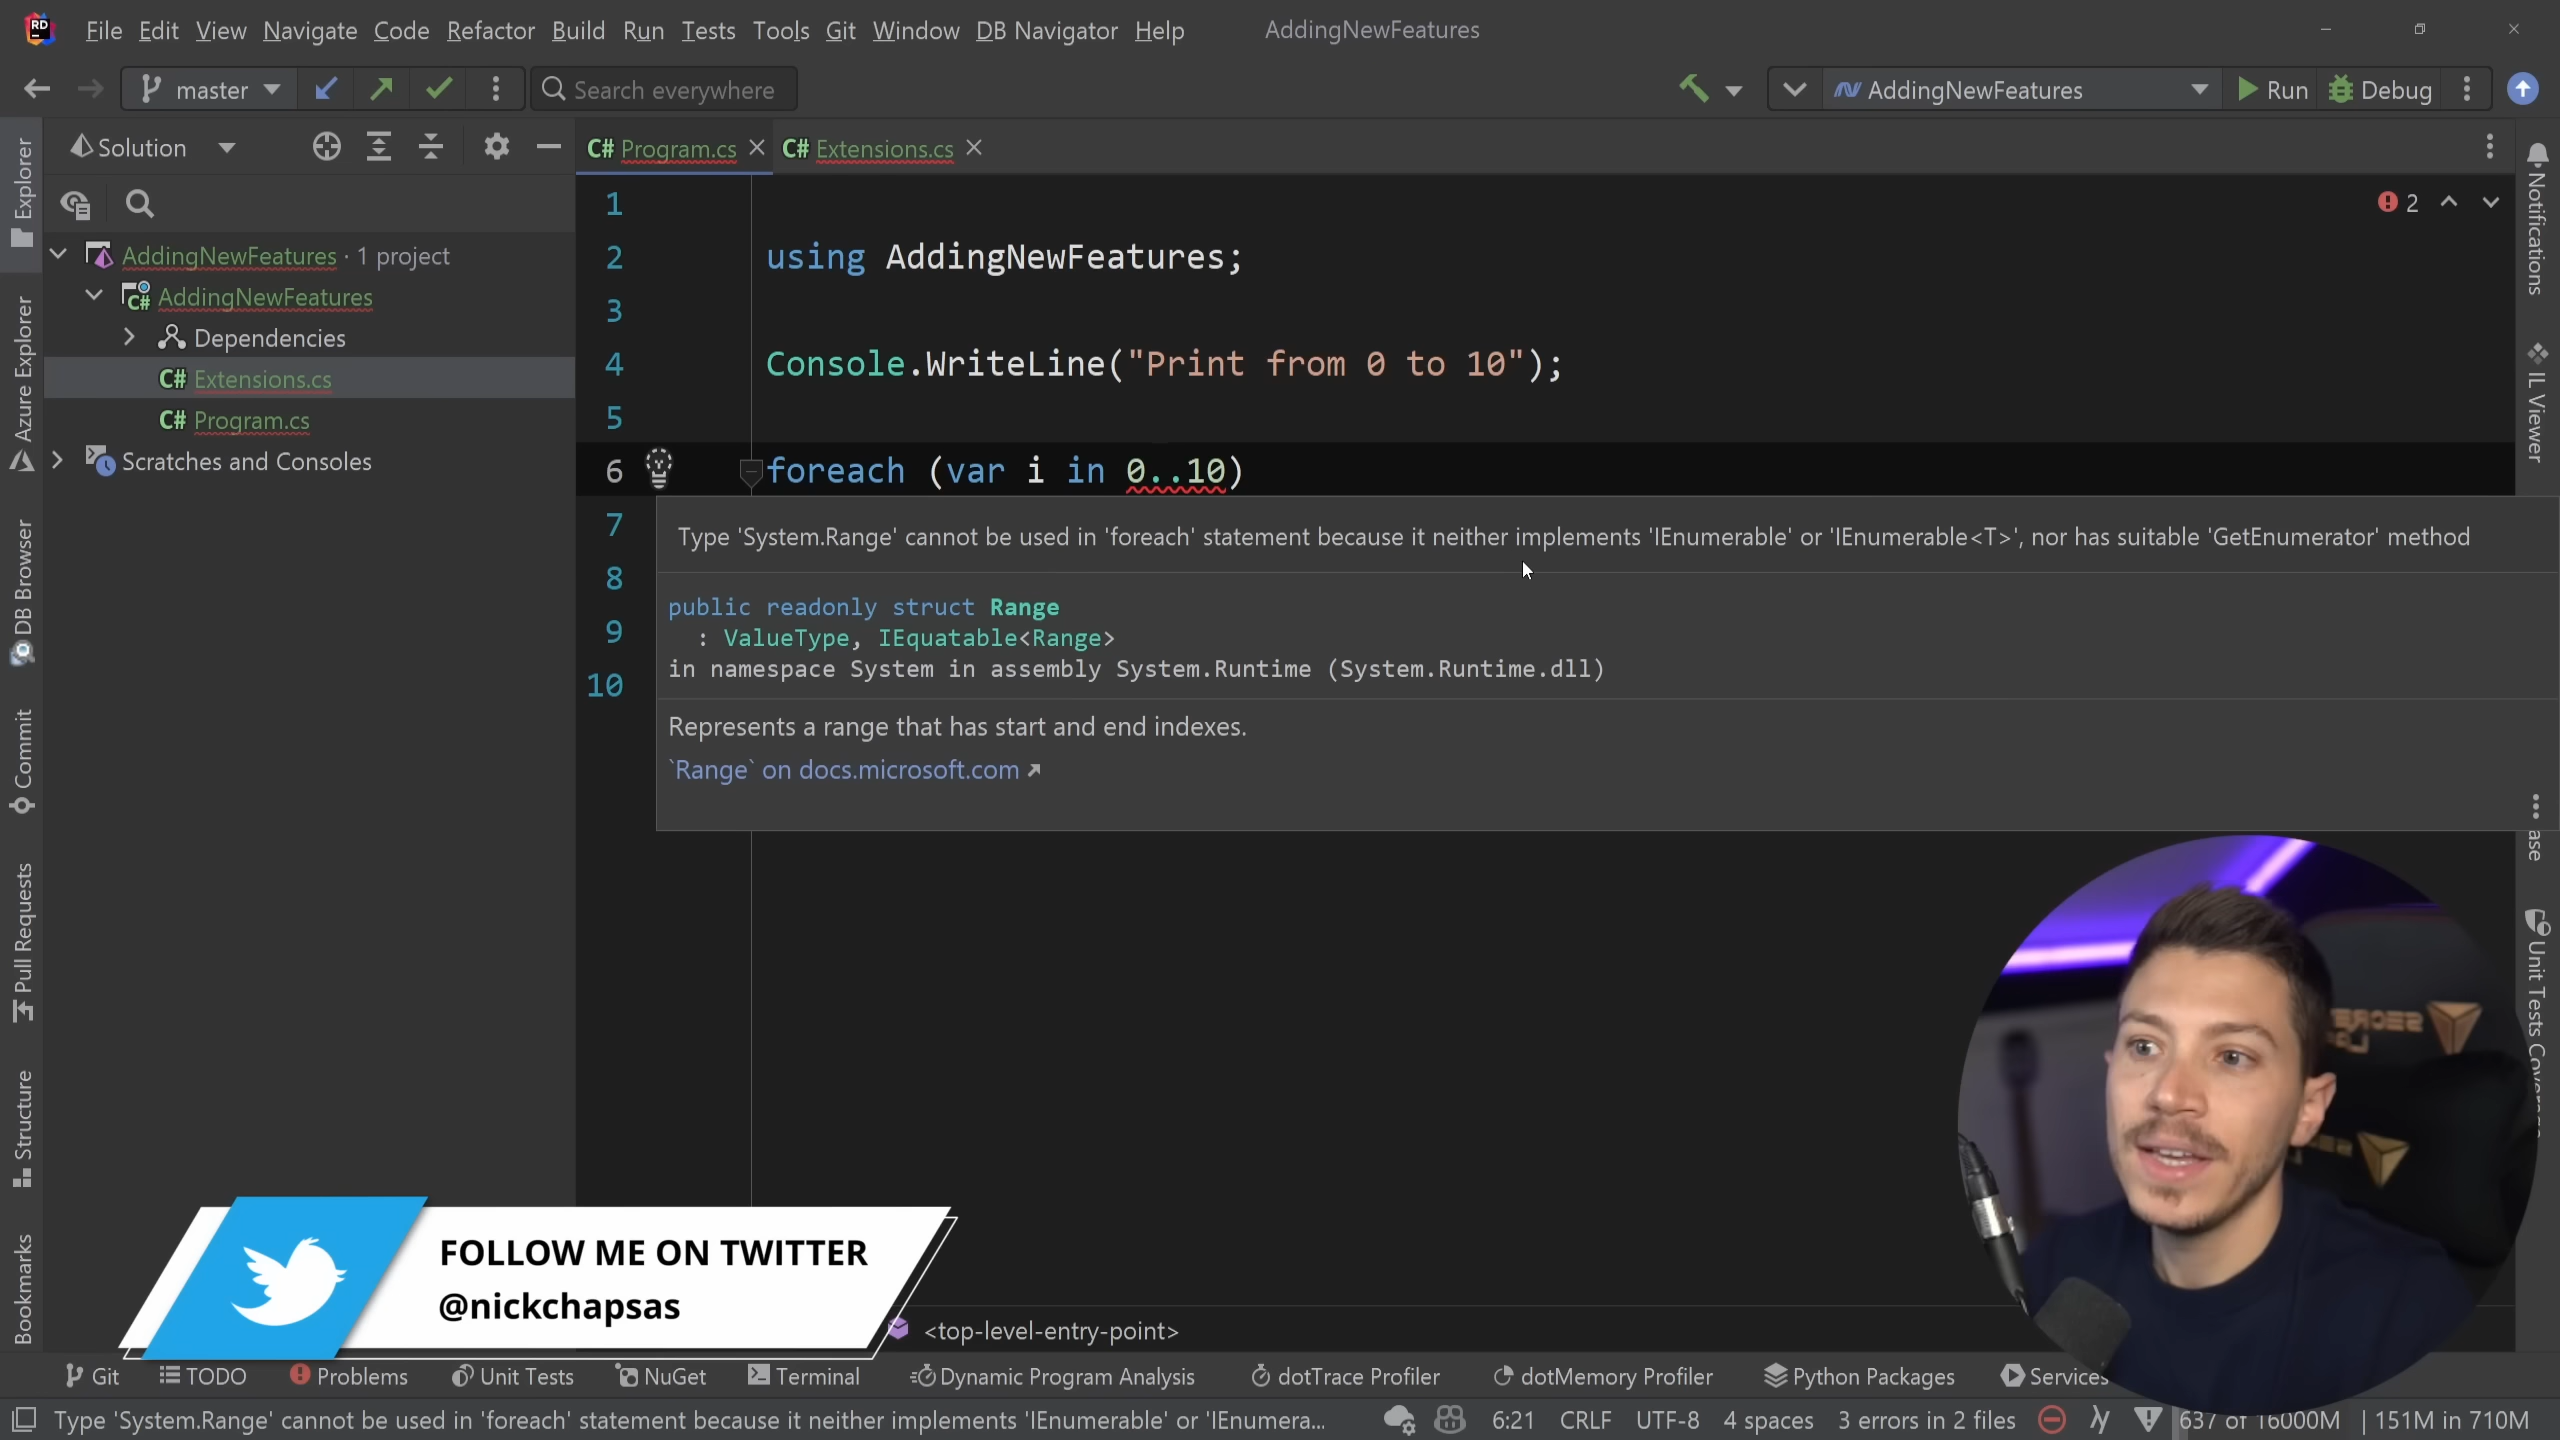 File Edit View Navigate Code Refactor Build Run Tests Tools Git Window DB Navigator Help AddingNewFeatures
master Search everywhere AddingNewFeatures Run Debug
Solution
C# Program.cs C# Extensions.cs
Explorer
Azure Explorer
DB Browser
Commit
Pull Requests
Structure
Bookmarks
AddingNewFeatures · 1 project
C# AddingNewFeatures
Dependencies
C# Extensions.cs
C# Program.cs
Scratches and Consoles
2
1
2 using AddingNewFeatures;
3
4 Console.WriteLine("Print from 0 to 10");
5
6 foreach (var i in 0..10)
7
8
9
10
Type 'System.Range' cannot be used in 'foreach' statement because it neither implements 'IEnumerable' or 'IEnumerable<T>', nor has suitable 'GetEnumerator' method
public readonly struct Range
: ValueType, IEquatable<Range>
in namespace System in assembly System.Runtime (System.Runtime.dll)
Represents a range that has start and end indexes.
`Range` on docs.microsoft.com
Notifications
IL Viewer
ase
Unit Tests
FOLLOW ME ON TWITTER
@nickchapsas
<top-level-entry-point>
Git TODO Problems Unit Tests NuGet Terminal Dynamic Program Analysis dotTrace Profiler dotMemory Profiler Python Packages Services
Type 'System.Range' cannot be used in 'foreach' statement because it neither implements 'IEnumerable' or 'IEnumera... 6:21 CRLF UTF-8 4 spaces 3 errors in 2 files 637 of 16000M 151M in 710M